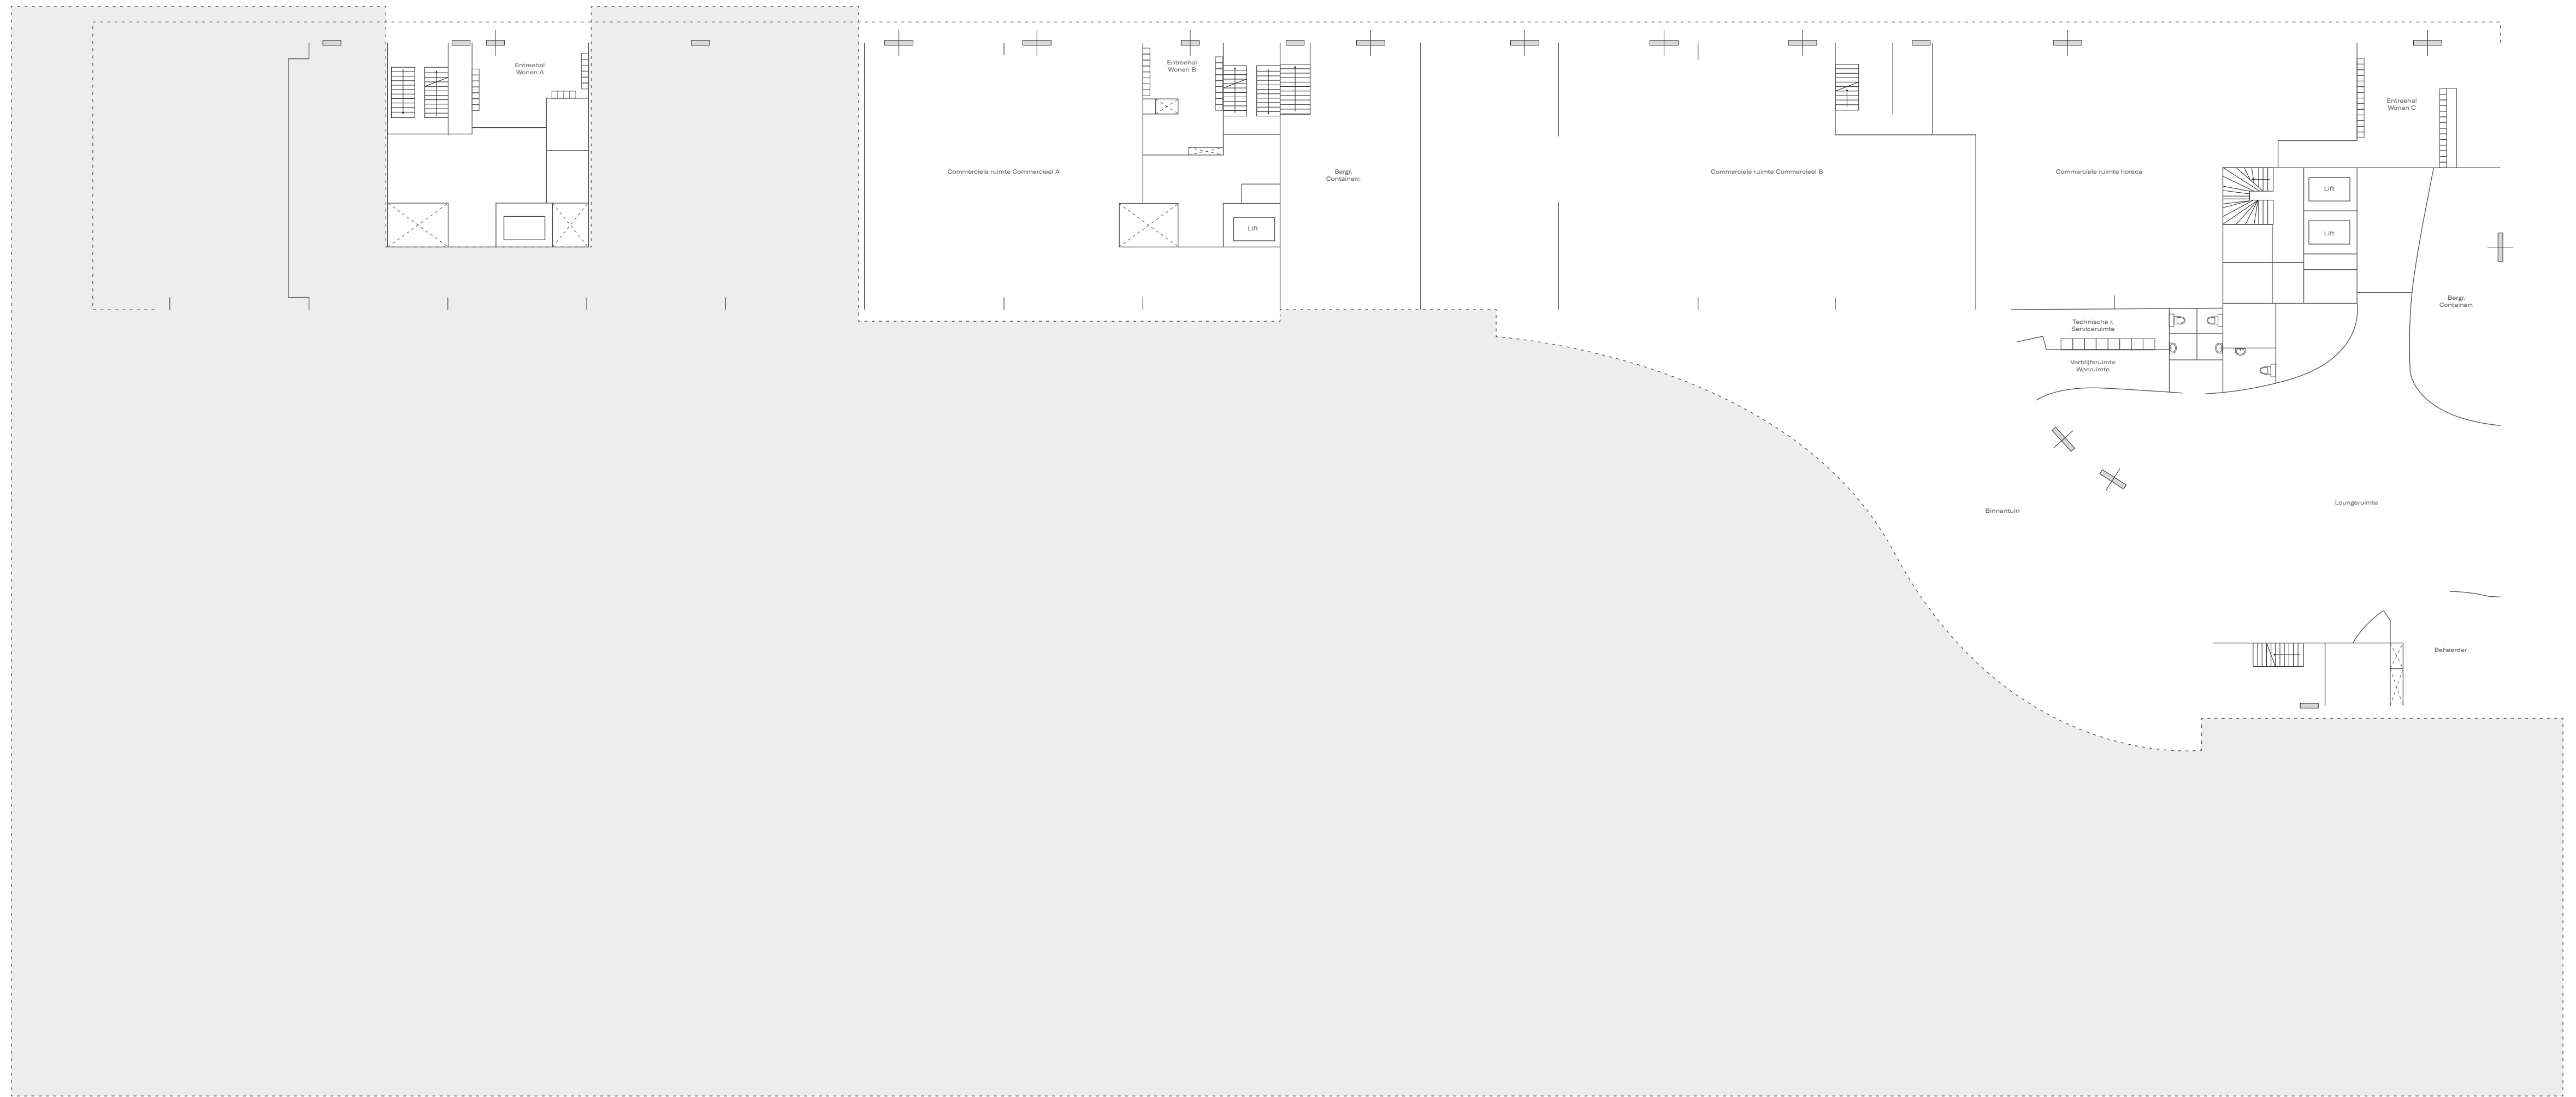 Entreehal
Wonen A
Entreehal
Wonen B
Entreehal
Wonen C
Commerciele ruimte Commercieel A
Bergr.
Containerr.
Commerciele ruimte Commercieel B
Commerciele ruimte horeca
Lift
Lift
Lift
Bergr.
Containerr.
Technische r.
Serviceruimte
Verblijfsruimte
Wasruimte
Binnentuin
Loungeruimte
Beheerder